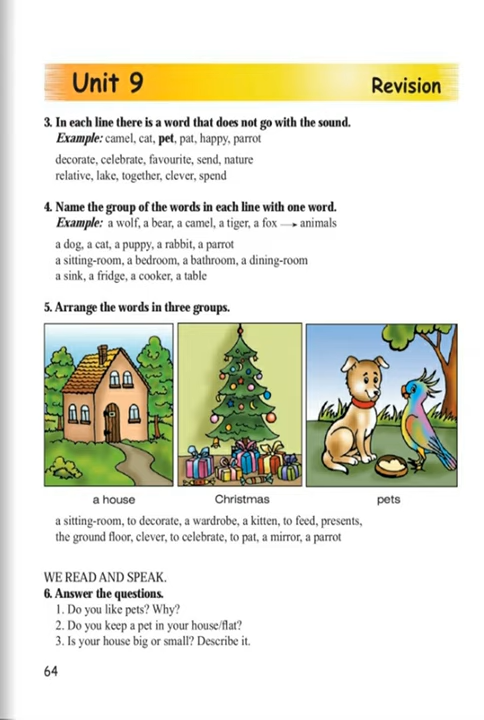 Unit 9 Revision
3. In each line there is a word that does not go with the sound.
Example: camel, cat, pet, pat, happy, parrot
decorate, celebrate, favourite, send, nature
relative, lake, together, clever, spend
4. Name the group of the words in each line with one word.
Example: a wolf, a bear, a camel, a tiger, a fox → animals
a dog, a cat, a puppy, a rabbit, a parrot
a sitting-room, a bedroom, a bathroom, a dining-room
a sink, a fridge, a cooker, a table
5. Arrange the words in three groups.
a house Christmas pets
a sitting-room, to decorate, a wardrobe, a kitten, to feed, presents,
the ground floor, clever, to celebrate, to pat, a mirror, a parrot
WE READ AND SPEAK.
6. Answer the questions.
1. Do you like pets? Why?
2. Do you keep a pet in your house/flat?
3. Is your house big or small? Describe it.
64